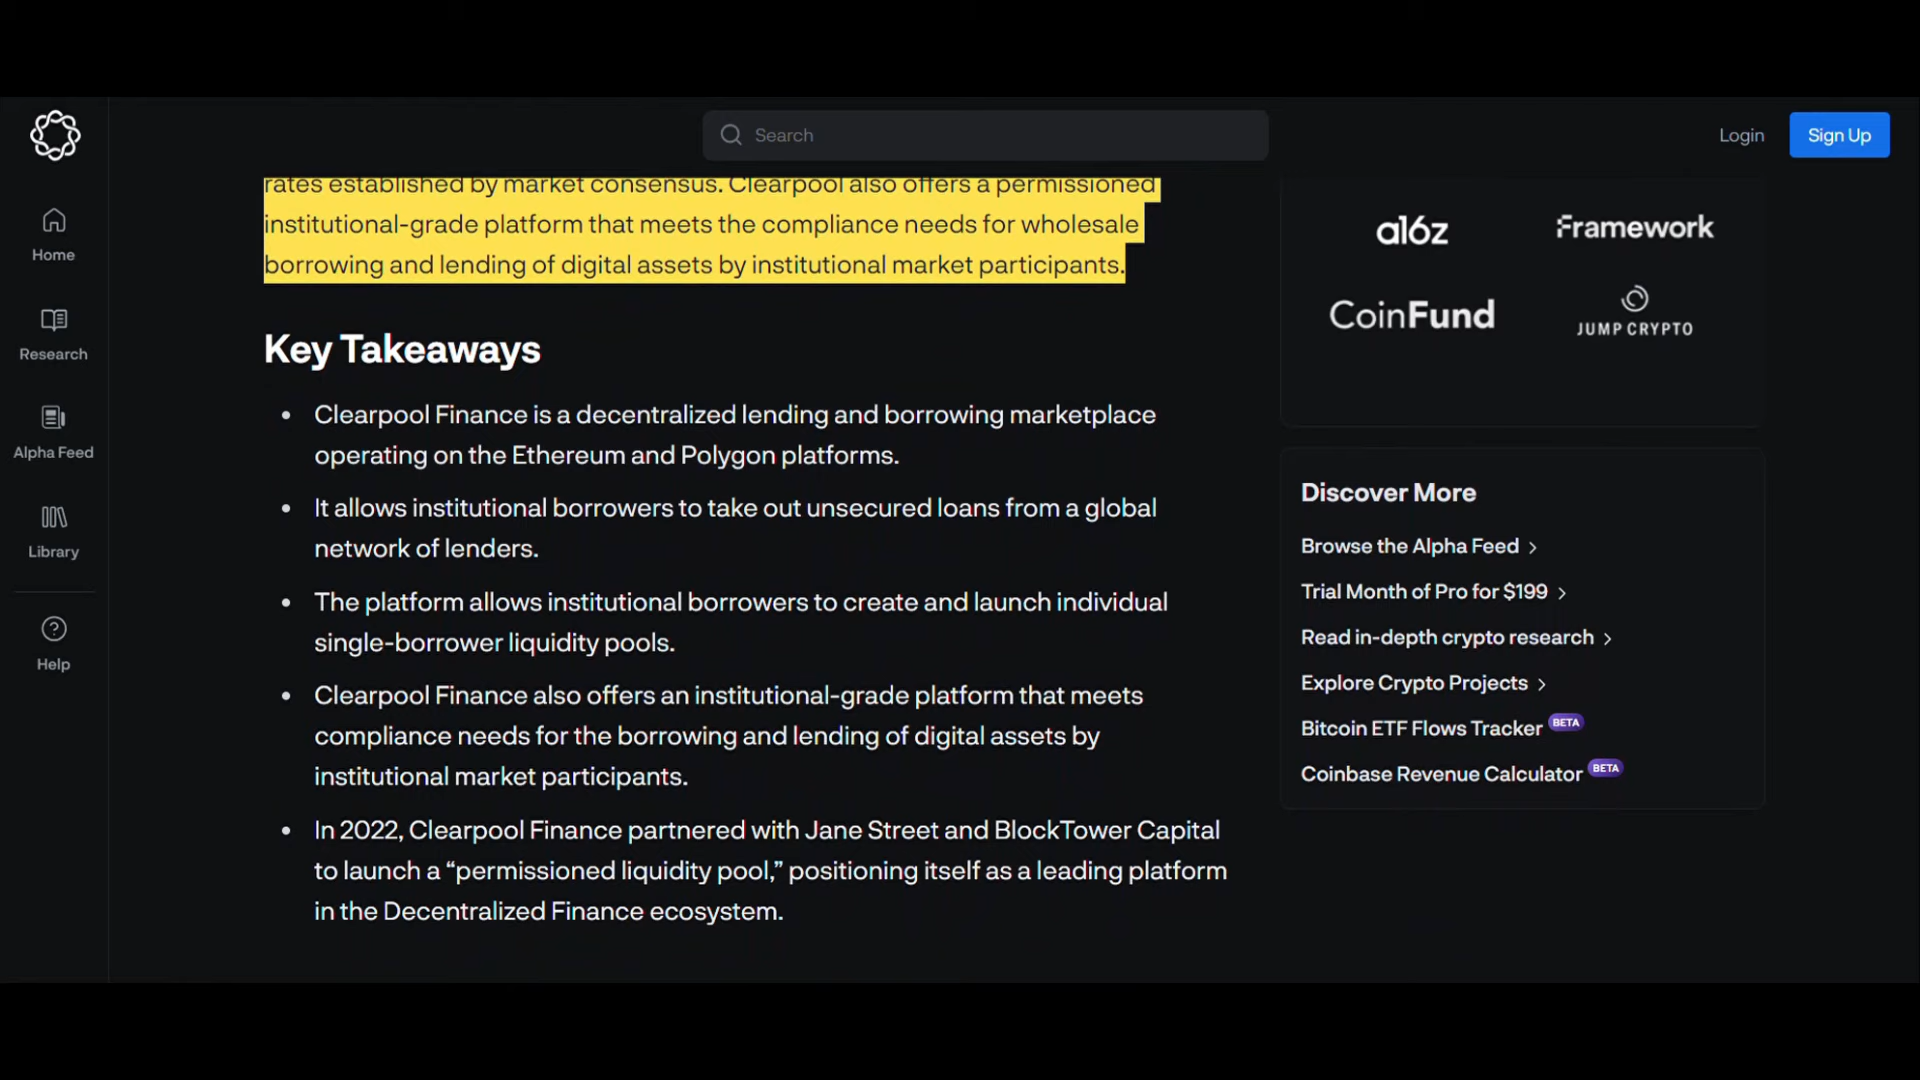 Search
Login
Sign Up
Home
Research
Alpha Feed
Library
Help
rates established by market consensus. Clearpool also offers a permissioned
institutional-grade platform that meets the compliance needs for wholesale
borrowing and lending of digital assets by institutional market participants.
Key Takeaways
• Clearpool Finance is a decentralized lending and borrowing marketplace
operating on the Ethereum and Polygon platforms.
• It allows institutional borrowers to take out unsecured loans from a global
network of lenders.
• The platform allows institutional borrowers to create and launch individual
single-borrower liquidity pools.
• Clearpool Finance also offers an institutional-grade platform that meets
compliance needs for the borrowing and lending of digital assets by
institutional market participants.
• In 2022, Clearpool Finance partnered with Jane Street and BlockTower Capital
to launch a “permissioned liquidity pool,” positioning itself as a leading platform
in the Decentralized Finance ecosystem.
a16z
Framework
CoinFund
JUMP CRYPTO
Discover More
Browse the Alpha Feed >
Trial Month of Pro for $199 >
Read in-depth crypto research >
Explore Crypto Projects >
Bitcoin ETF Flows Tracker BETA
Coinbase Revenue Calculator BETA